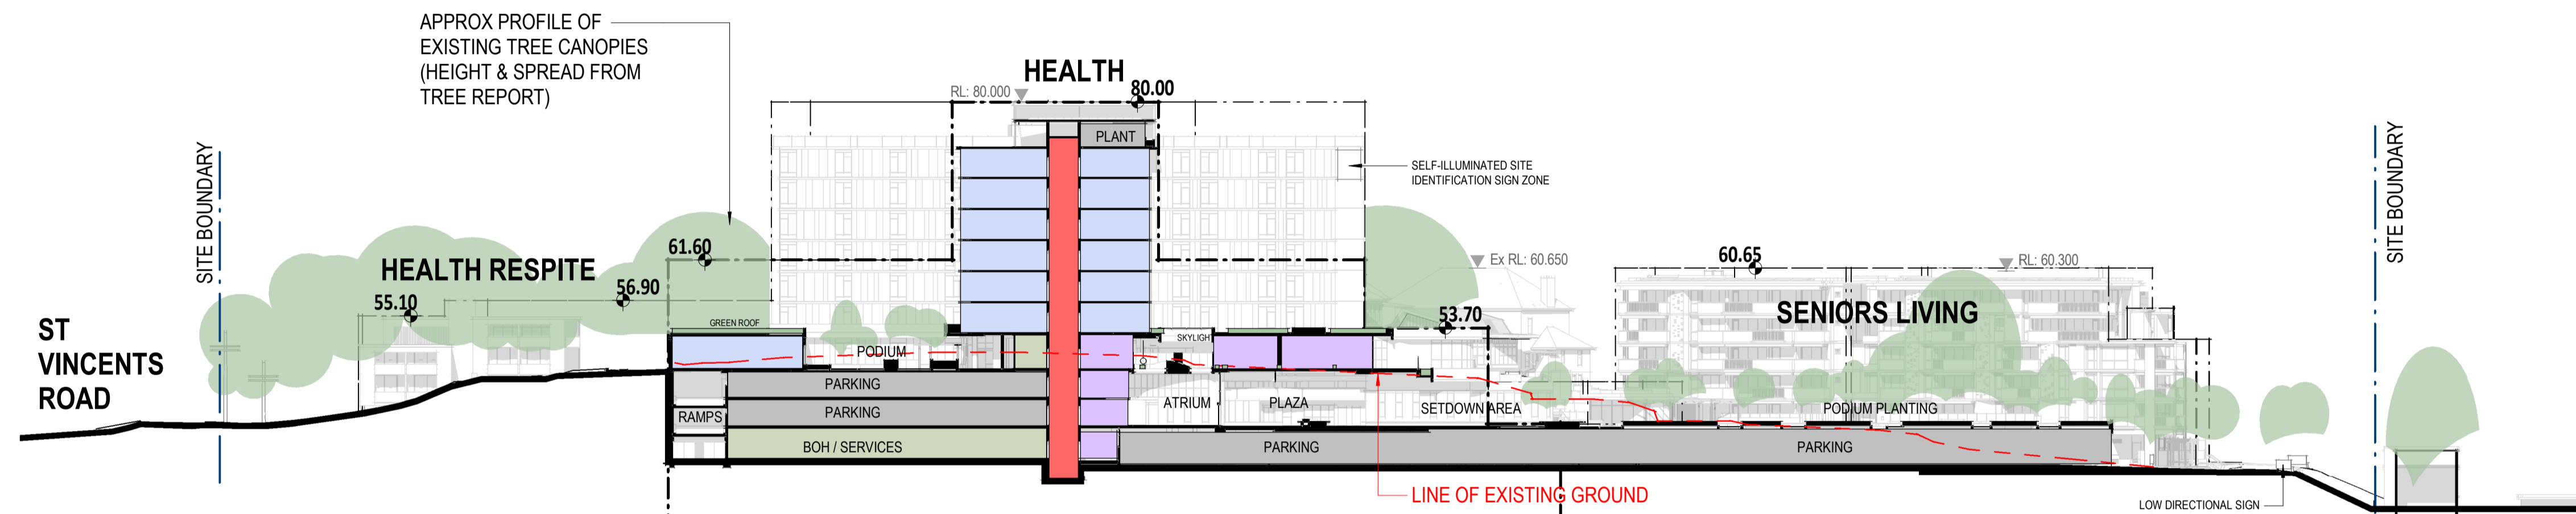 APPROX PROFILE OF
EXISTING TREE CANOPIES
(HEIGHT & SPREAD FROM
TREE REPORT)
HEALTH
RL: 80.000
80.00
PLANT
SELF-ILLUMINATED SITE
IDENTIFICATION SIGN ZONE
SITE BOUNDARY
SITE BOUNDARY
61.60
HEALTH RESPITE
56.90
55.10
Ex RL: 60.650
60.65
RL: 60.300
SENIORS LIVING
53.70
ST
VINCENTS
ROAD
GREEN ROOF
PODIUM
SKYLIGH
PARKING
PARKING
RAMPS
BOH / SERVICES
ATRIUM
PLAZA
SETDOWN AREA
PODIUM PLANTING
PARKING
PARKING
LINE OF EXISTING GROUND
LOW DIRECTIONAL SIGN